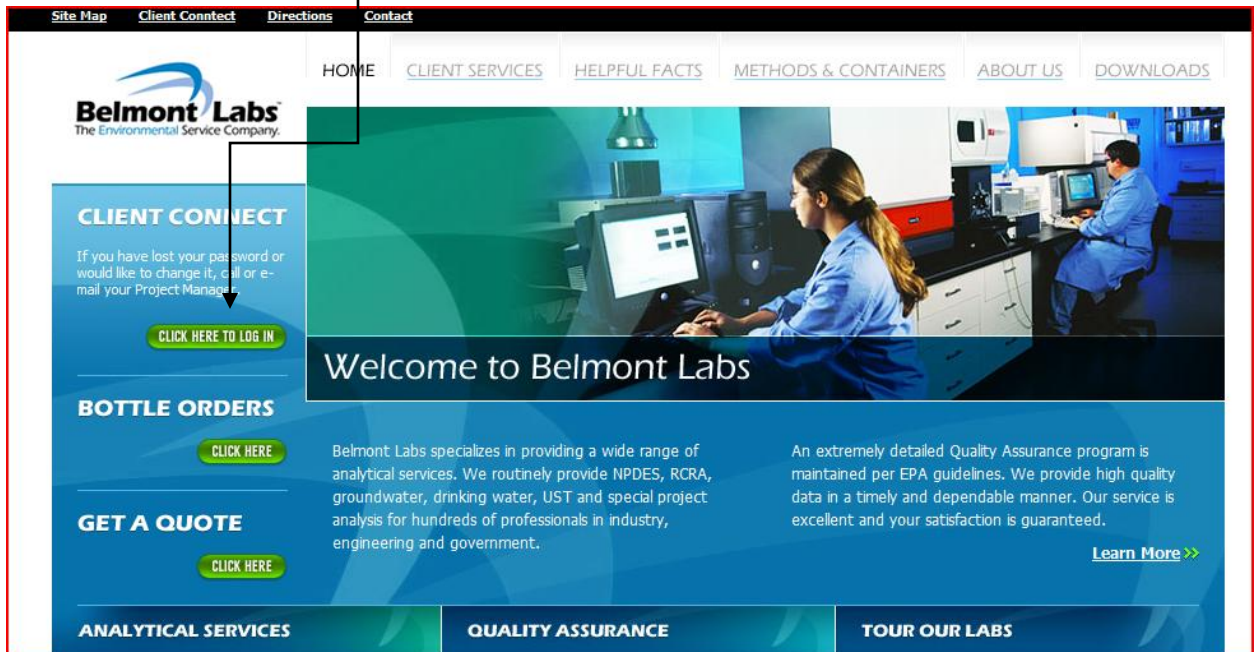 Site Map Client Conntect Directions Contact
Belmont Labs
The Environmental Service Company.
HOME CLIENT SERVICES HELPFUL FACTS METHODS & CONTAINERS ABOUT US DOWNLOADS
CLIENT CONNECT
If you have lost your password or
would like to change it, call or e-
mail your Project Manager.
CLICK HERE TO LOG IN
BOTTLE ORDERS
CLICK HERE
GET A QUOTE
CLICK HERE
Welcome to Belmont Labs
Belmont Labs specializes in providing a wide range of
analytical services. We routinely provide NPDES, RCRA,
groundwater, drinking water, UST and special project
analysis for hundreds of professionals in industry,
engineering and government.
An extremely detailed Quality Assurance program is
maintained per EPA guidelines. We provide high quality
data in a timely and dependable manner. Our service is
excellent and your satisfaction is guaranteed.
Learn More >>
ANALYTICAL SERVICES QUALITY ASSURANCE TOUR OUR LABS